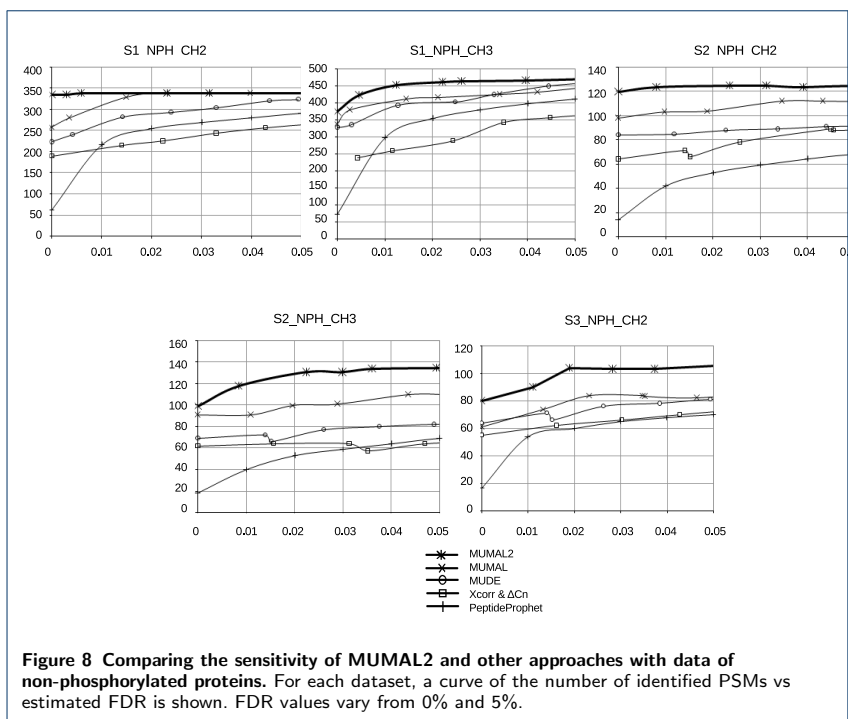 S1 NPH CH2
400
350
300
250
200
150
100
50
0
0 0.01 0.02 0.03 0.04 0.05
S1_NPH_CH3
500
450
400
350
300
250
200
150
100
50
0
0 0.01 0.02 0.03 0.04 0.05
S2 NPH CH2
140
120
100
80
60
40
20
0
0 0.01 0.02 0.03 0.04 0.05
S2_NPH_CH3
160
140
120
100
80
60
40
20
0
0 0.01 0.02 0.03 0.04 0.05
S3_NPH_CH2
120
100
80
60
40
20
0
0 0.01 0.02 0.03 0.04 0.05
MUMAL2
MUMAL
MUDE
Xcorr & ΔCn
PeptideProphet
Figure 8 Comparing the sensitivity of MUMAL2 and other approaches with data of
non-phosphorylated proteins. For each dataset, a curve of the number of identified PSMs vs
estimated FDR is shown. FDR values vary from 0% and 5%.